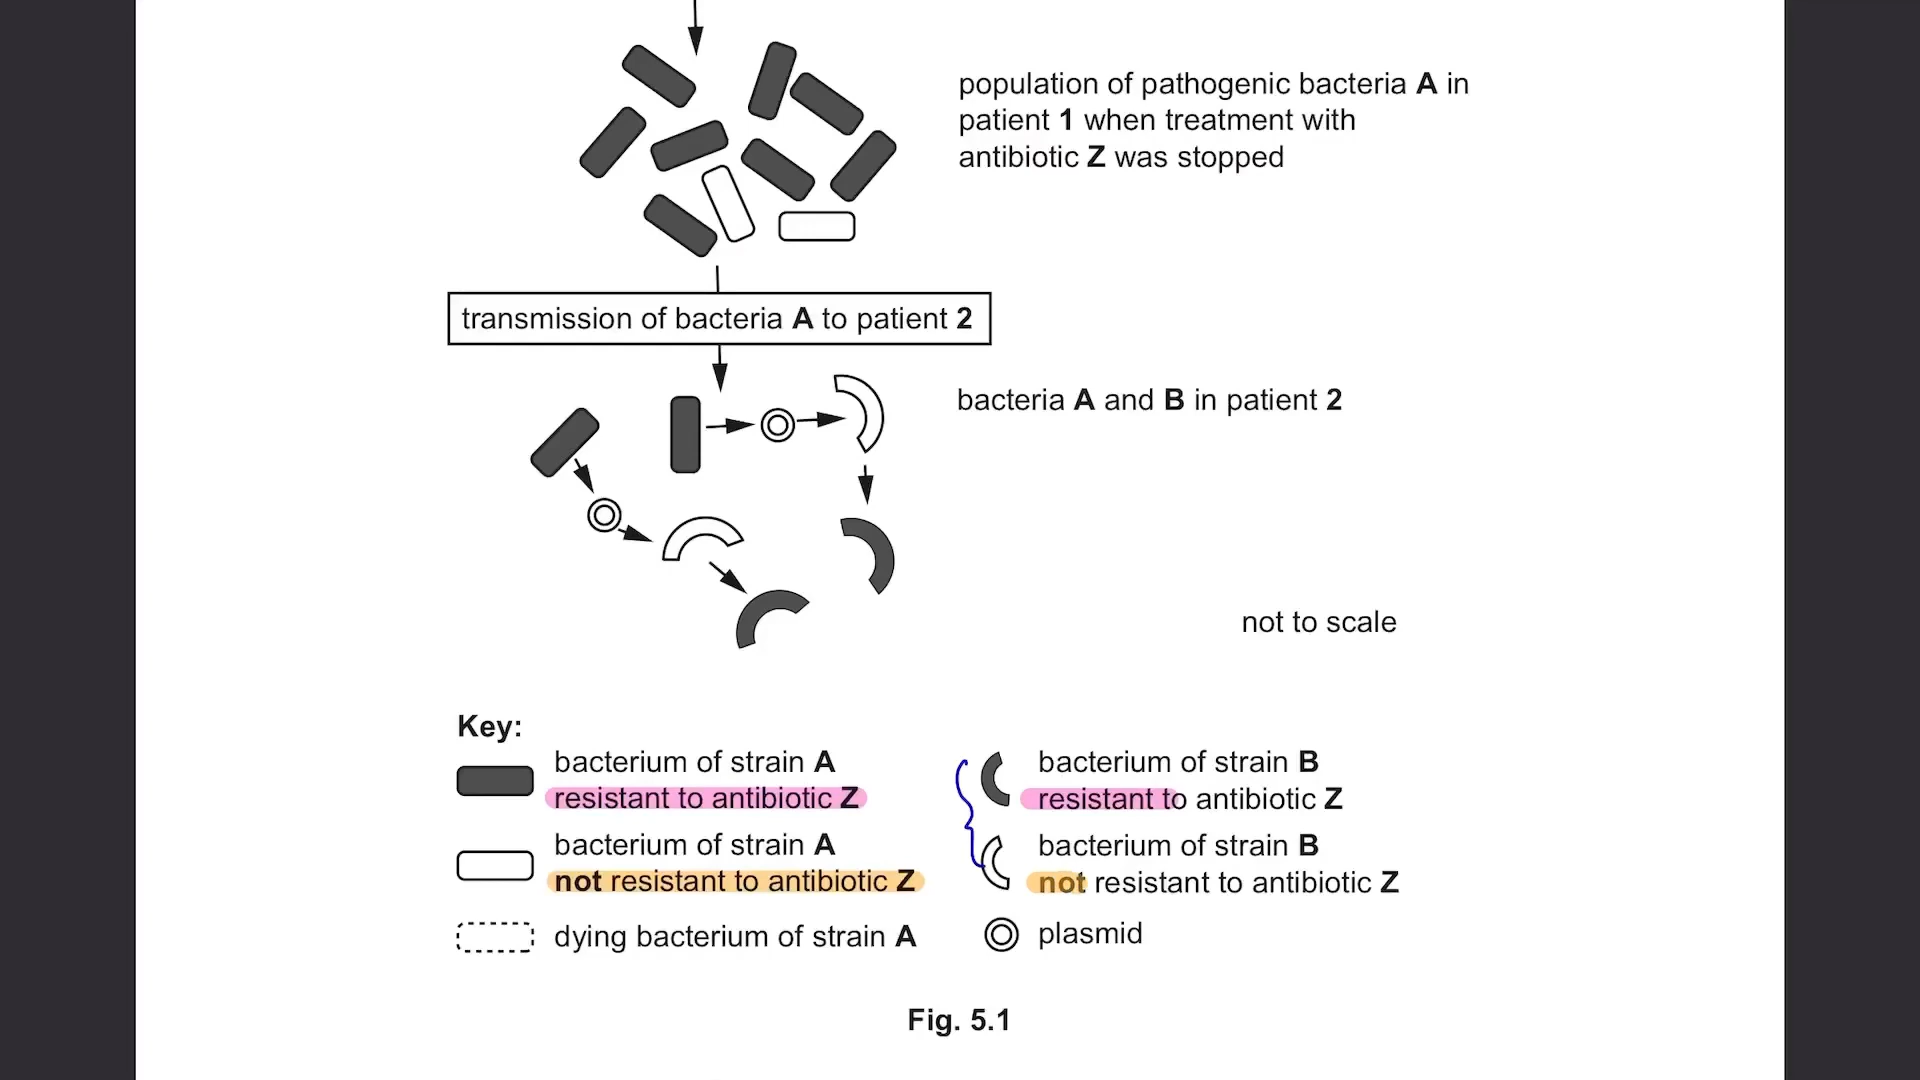 population of pathogenic bacteria A in
patient 1 when treatment with
antibiotic Z was stopped
transmission of bacteria A to patient 2
bacteria A and B in patient 2
not to scale
Key:
bacterium of strain A
resistant to antibiotic Z
bacterium of strain A
not resistant to antibiotic Z
dying bacterium of strain A
bacterium of strain B
resistant to antibiotic Z
bacterium of strain B
not resistant to antibiotic Z
plasmid
Fig. 5.1